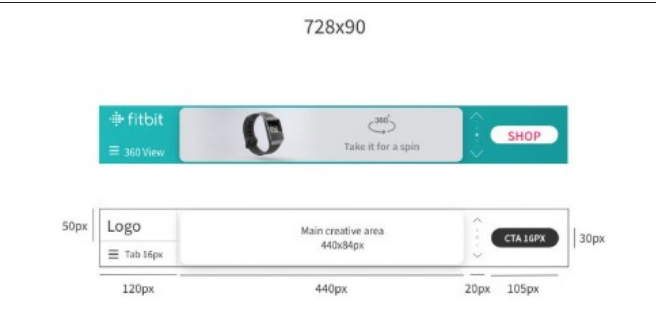 728x90
fitbit
360 View
360°
Take it for a spin
SHOP
50px
Logo
Tab 16px
Main creative area
440x84px
CTA 16PX
30px
120px
440px
20px
105px